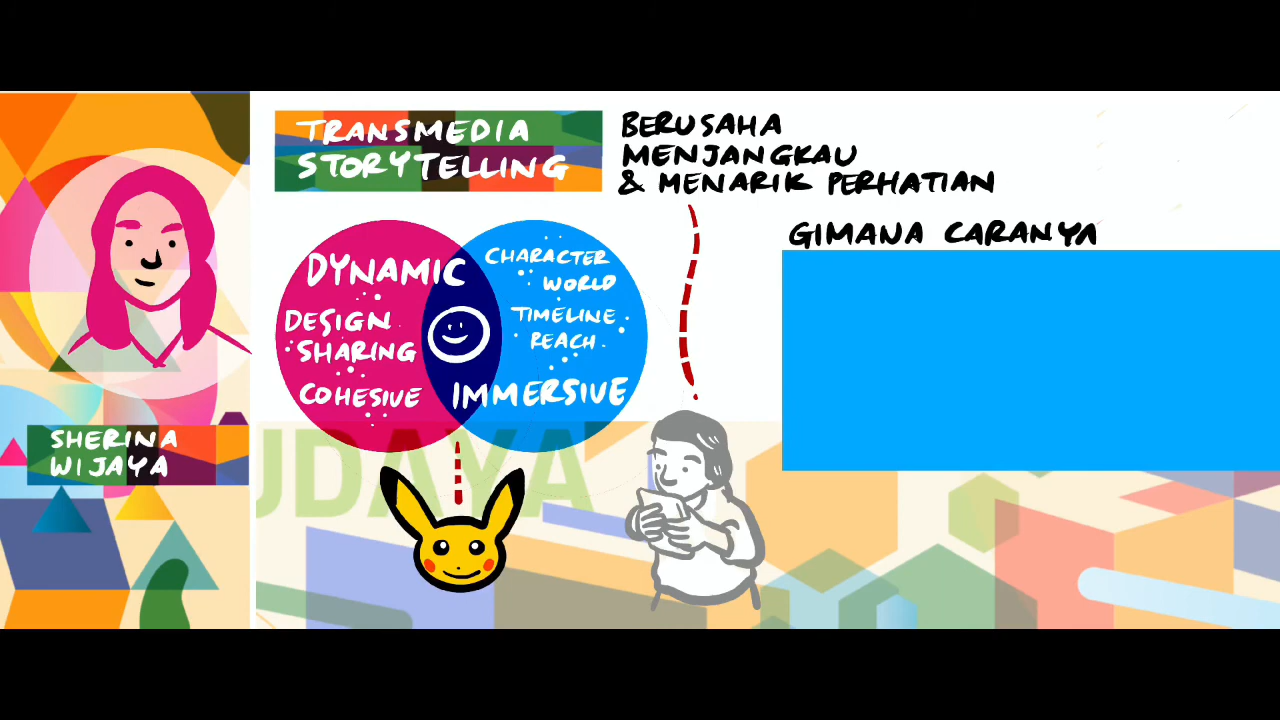 TRANSMEDIA
STORYTELLING
BERUSAHA
MENJANGKAU
& MENARIK PERHATIAN
GIMANA CARANYA
DYNAMIC
DESIGN
SHARING
COHESIVE
CHARACTER
WORLD
TIMELINE
REACH
IMMERSIVE
SHERINA
WIJAYA
UDAYA